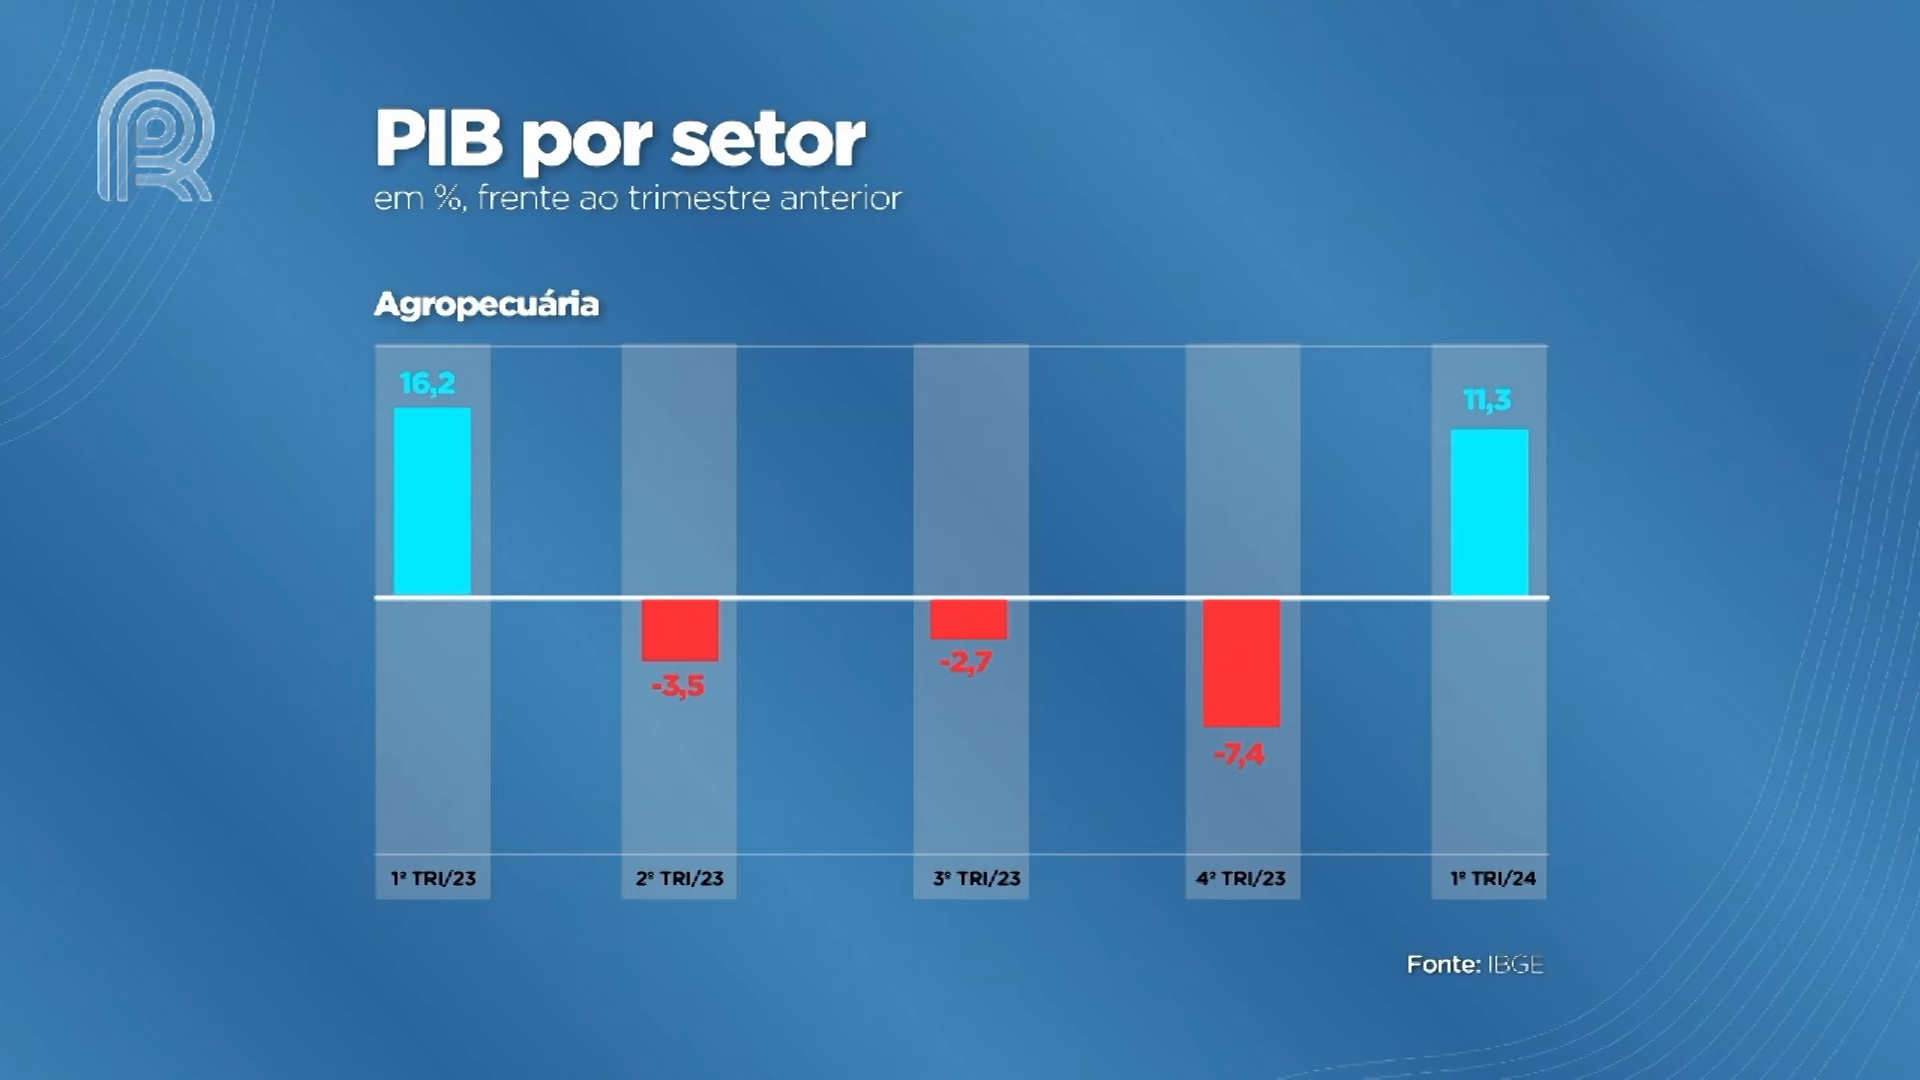 PIB por setor
em %, frente ao trimestre anterior
Agropecuária
16,2
11,3
-3,5
-2,7
-7,4
1º TRI/23
2º TRI/23
3º TRI/23
4º TRI/23
1º TRI/24
Fonte: IBGE